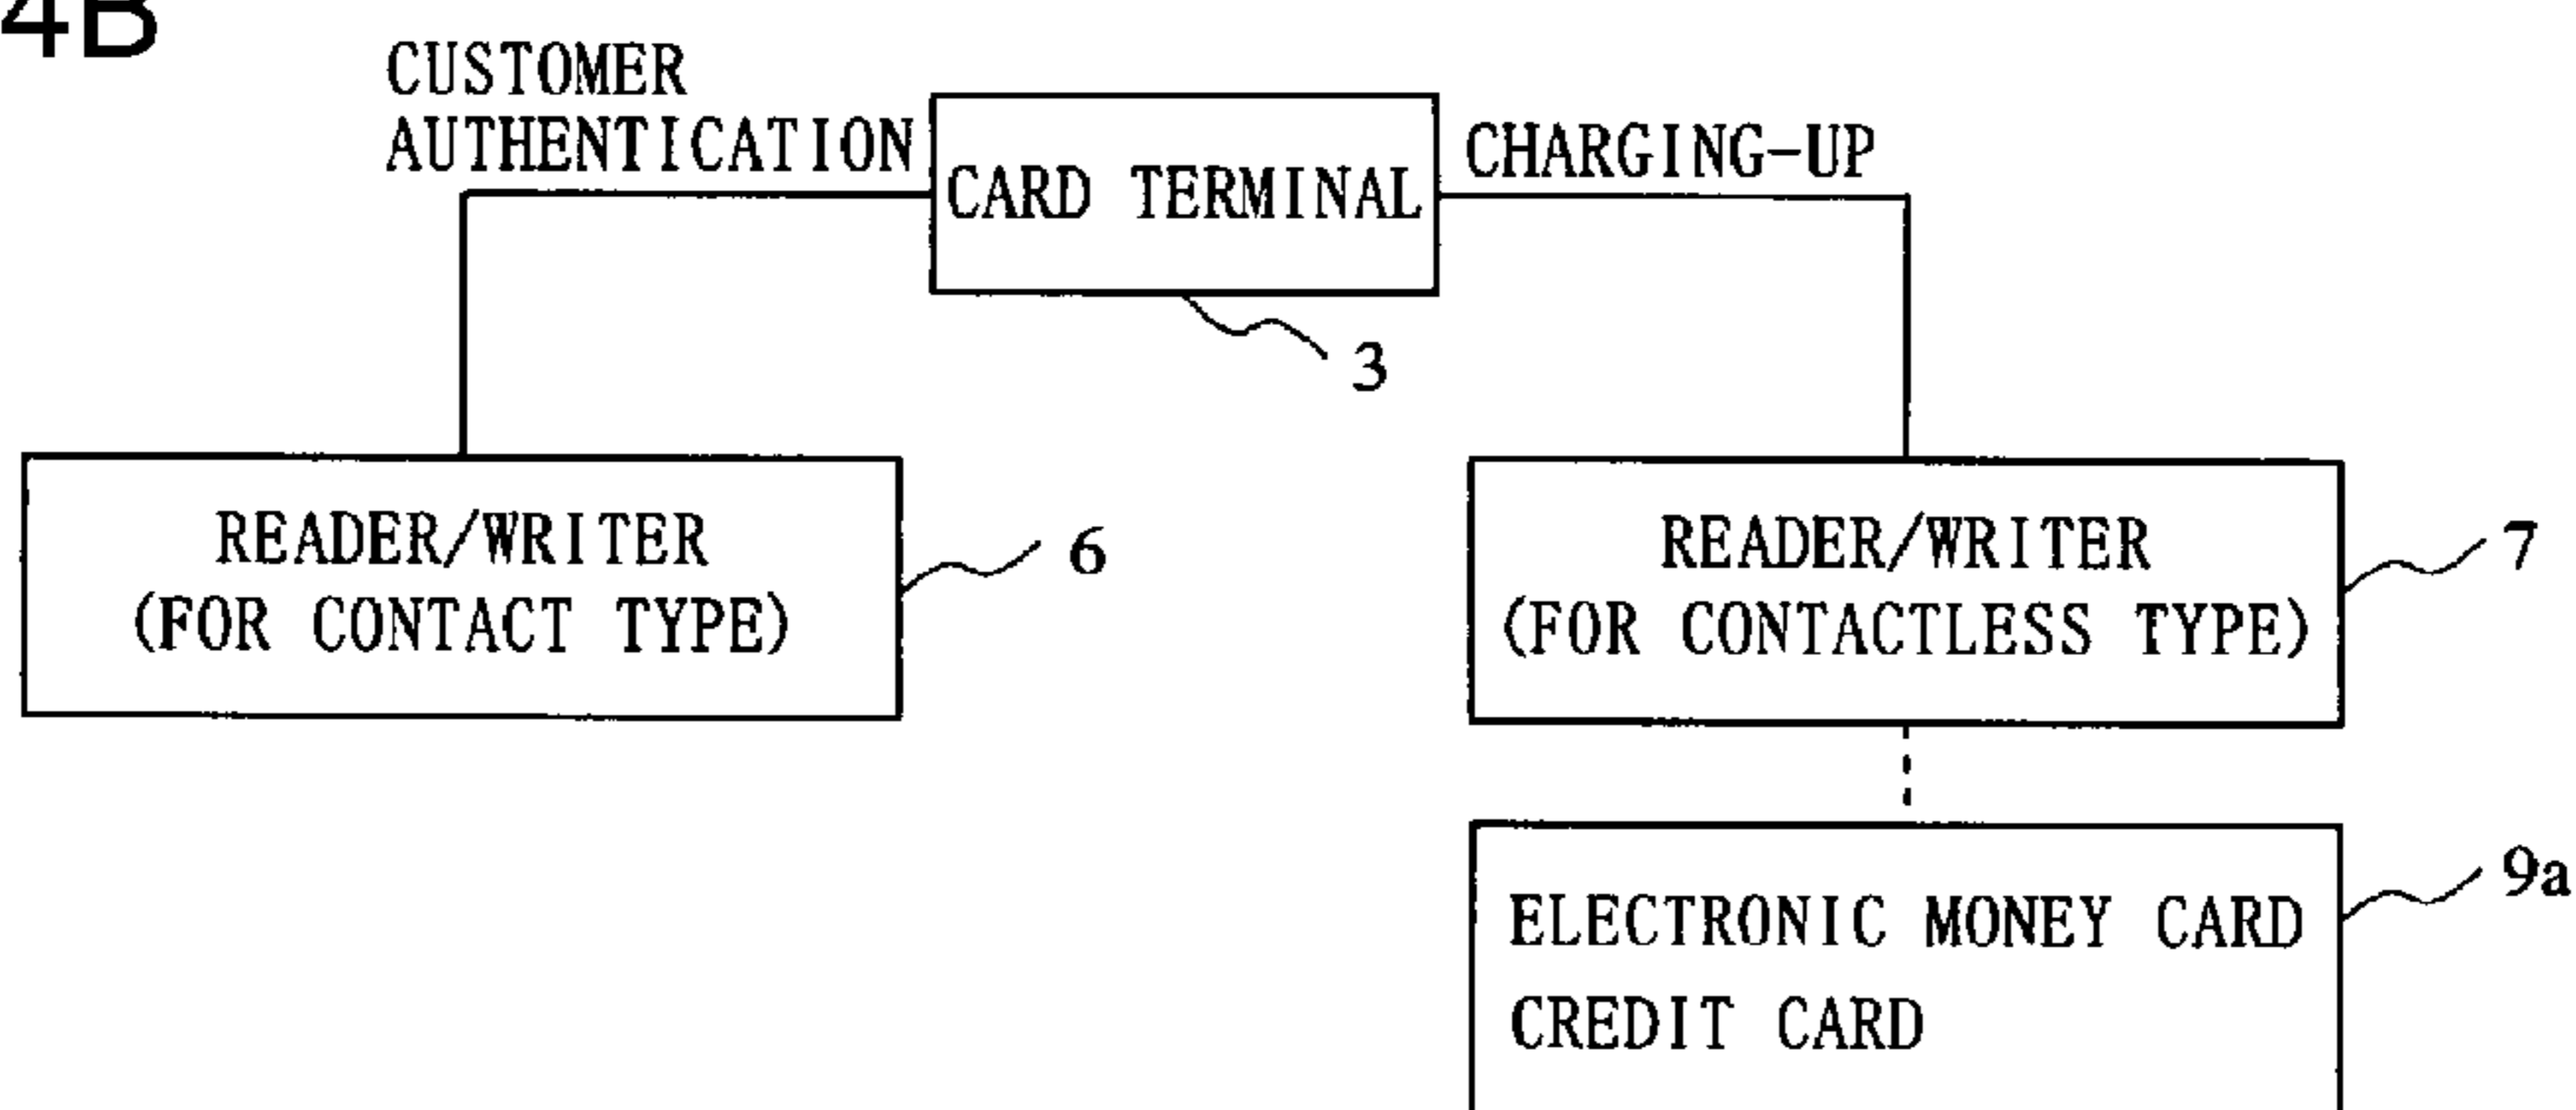 4B
CUSTOMER
AUTHENTICATION
CARD TERMINAL
CHARGING-UP
3
READER/WRITER
(FOR CONTACT TYPE)
6
READER/WRITER
(FOR CONTACTLESS TYPE)
7
ELECTRONIC MONEY CARD
CREDIT CARD
9a